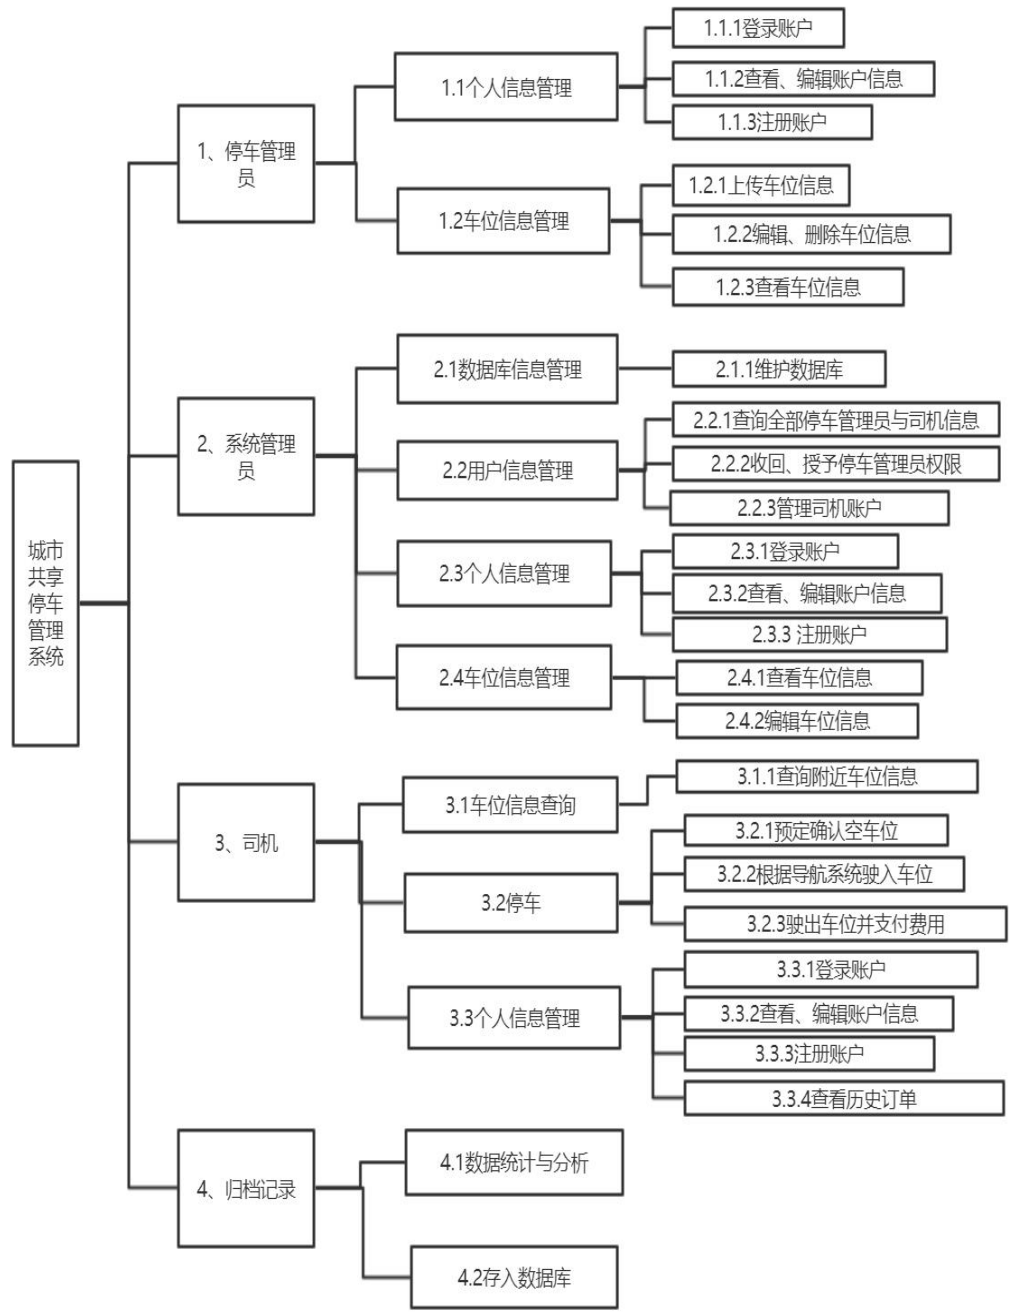 城市
共享
停车
管理
系统
1、停车管理
员
1.1个人信息管理
1.1.1登录账户
1.1.2查看、编辑账户信息
1.1.3注册账户
1.2车位信息管理
1.2.1上传车位信息
1.2.2编辑、删除车位信息
1.2.3查看车位信息
2、系统管理
员
2.1数据库信息管理
2.1.1维护数据库
2.2用户信息管理
2.2.1查询全部停车管理员与司机信息
2.2.2收回、授予停车管理员权限
2.2.3管理司机账户
2.3个人信息管理
2.3.1登录账户
2.3.2查看、编辑账户信息
2.3.3 注册账户
2.4车位信息管理
2.4.1查看车位信息
2.4.2编辑车位信息
3、司机
3.1车位信息查询
3.1.1查询附近车位信息
3.2停车
3.2.1预定确认空车位
3.2.2根据导航系统驶入车位
3.2.3驶出车位并支付费用
3.3个人信息管理
3.3.1登录账户
3.3.2查看、编辑账户信息
3.3.3注册账户
3.3.4查看历史订单
4、归档记录
4.1数据统计与分析
4.2存入数据库